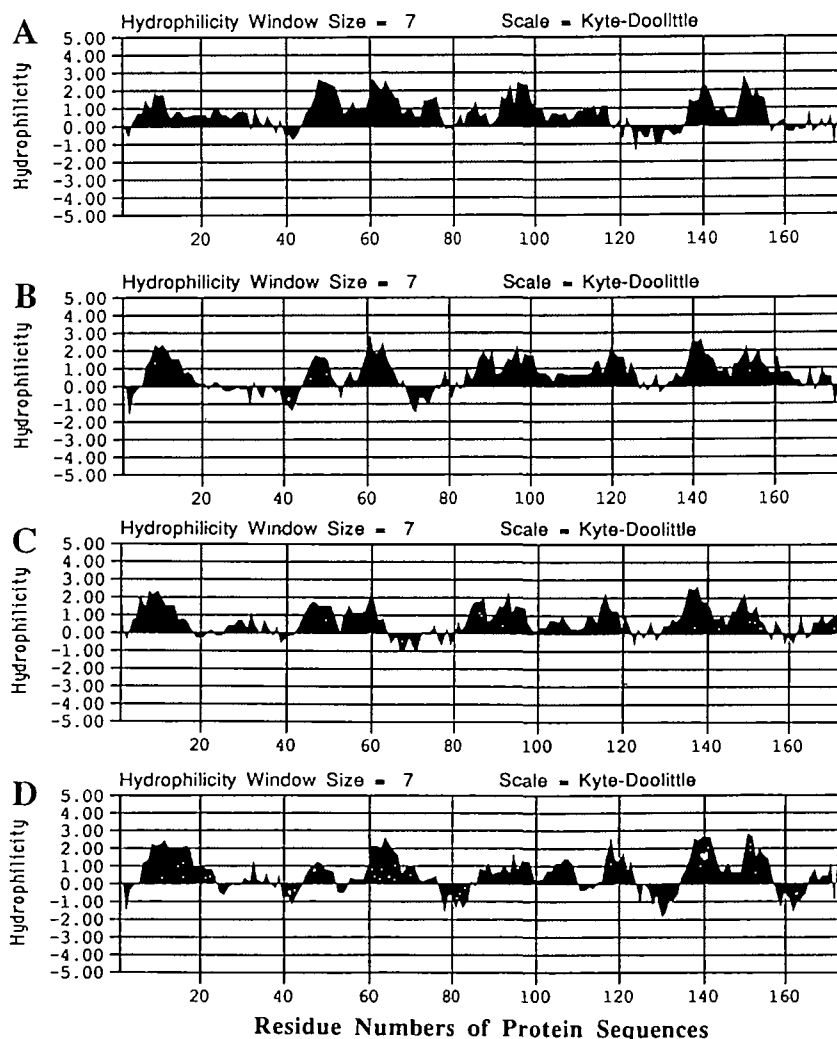 A
Hydrophilicity Window Size = 7 Scale = Kyte-Doolittle
5.00
4.00
3.00
2.00
1.00
0.00
-1.00
-2.00
-3.00
-4.00
-5.00
Hydrophilicity
20 40 60 80 100 120 140 160
B
Hydrophilicity Window Size = 7 Scale = Kyte-Doolittle
5.00
4.00
3.00
2.00
1.00
0.00
-1.00
-2.00
-3.00
-4.00
-5.00
Hydrophilicity
20 40 60 80 100 120 140 160
C
Hydrophilicity Window Size = 7 Scale = Kyte-Doolittle
5.00
4.00
3.00
2.00
1.00
0.00
-1.00
-2.00
-3.00
-4.00
-5.00
Hydrophilicity
20 40 60 80 100 120 140 160
D
Hydrophilicity Window Size = 7 Scale = Kyte-Doolittle
5.00
4.00
3.00
2.00
1.00
0.00
-1.00
-2.00
-3.00
-4.00
-5.00
Hydrophilicity
20 40 60 80 100 120 140 160
Residue Numbers of Protein Sequences